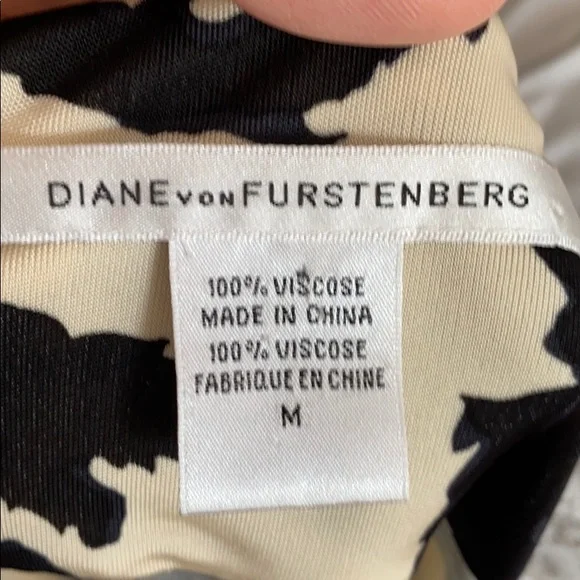 DIANE VON FURSTENBERG
100% VISCOSE
MADE IN CHINA
100% VISCOSE
FABRIQUE EN CHINE
M